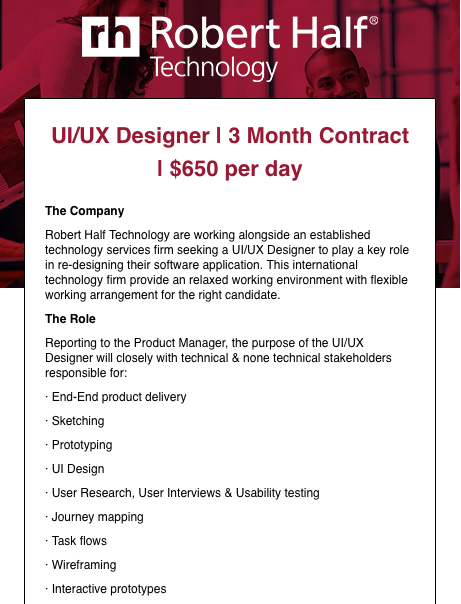 rh Robert Half®
Technology
UI/UX Designer | 3 Month Contract
| $650 per day
The Company
Robert Half Technology are working alongside an established
technology services firm seeking a UI/UX Designer to play a key role
in re-designing their software application. This international
technology firm provide an relaxed working environment with flexible
working arrangement for the right candidate.
The Role
Reporting to the Product Manager, the purpose of the UI/UX
Designer will closely with technical & none technical stakeholders
responsible for:
· End-End product delivery
· Sketching
· Prototyping
· UI Design
· User Research, User Interviews & Usability testing
· Journey mapping
· Task flows
· Wireframing
· Interactive prototypes